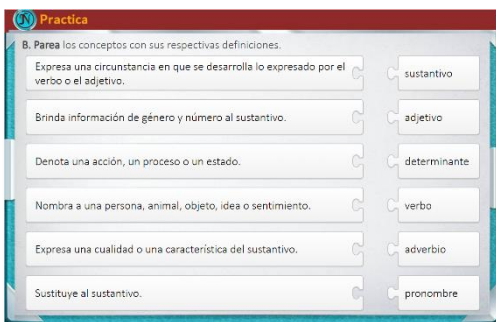 N Practica
B. Parea los conceptos con sus respectivas definiciones.
Expresa una circunstancia en que se desarrolla lo expresado por el
verbo o el adjetivo.
sustantivo
Brinda información de género y número al sustantivo.
adjetivo
Denota una acción, un proceso o un estado.
determinante
Nombra a una persona, animal, objeto, idea o sentimiento.
verbo
Expresa una cualidad o una característica del sustantivo.
adverbio
Sustituye al sustantivo.
pronombre